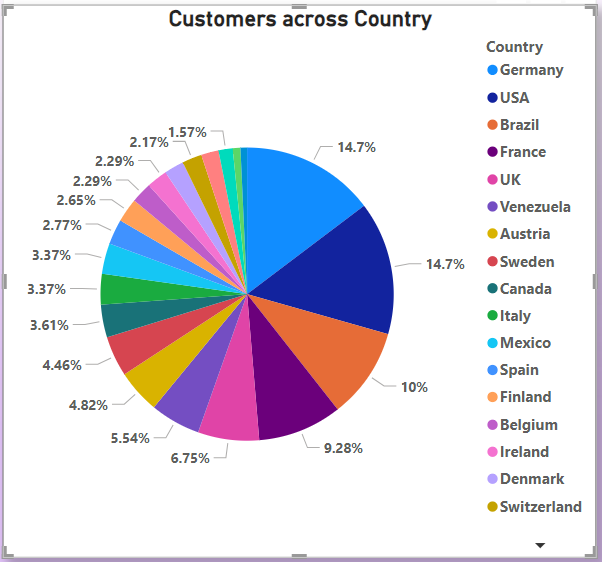 Customers across Country
Country
Germany
USA
Brazil
France
UK
Venezuela
Austria
Sweden
Canada
Italy
Mexico
Spain
Finland
Belgium
Ireland
Denmark
Switzerland
14.7%
14.7%
10%
9.28%
6.75%
5.54%
4.82%
4.46%
3.61%
3.37%
3.37%
2.77%
2.65%
2.29%
2.29%
2.17%
1.57%